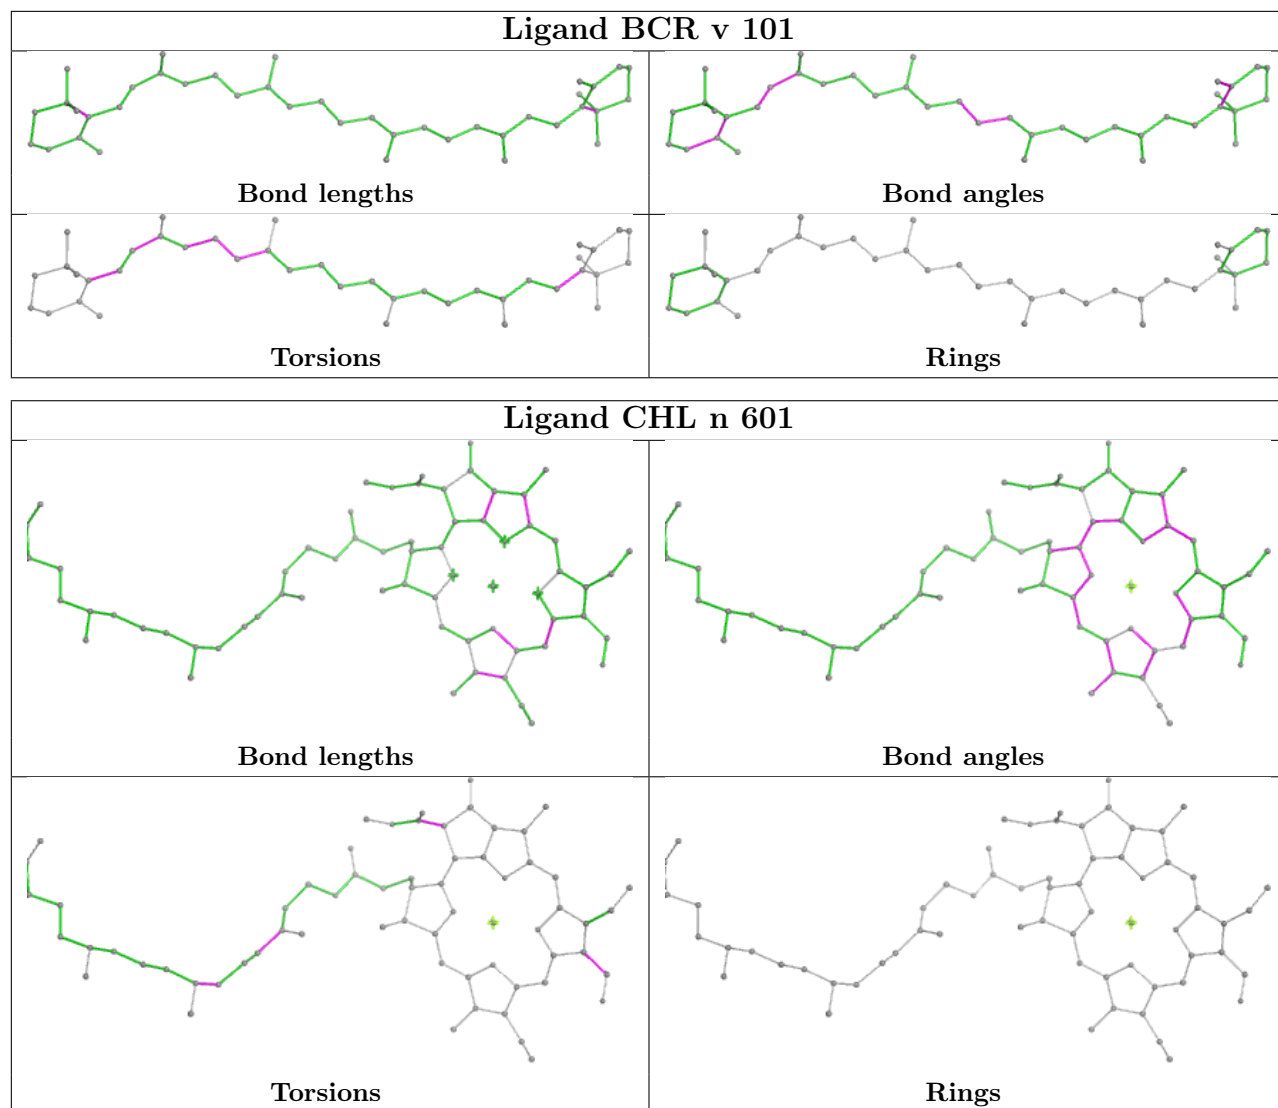 Ligand BCR v 101
Bond lengths
Bond angles
Torsions
Rings
Ligand CHL n 601
Bond lengths
Bond angles
Torsions
Rings